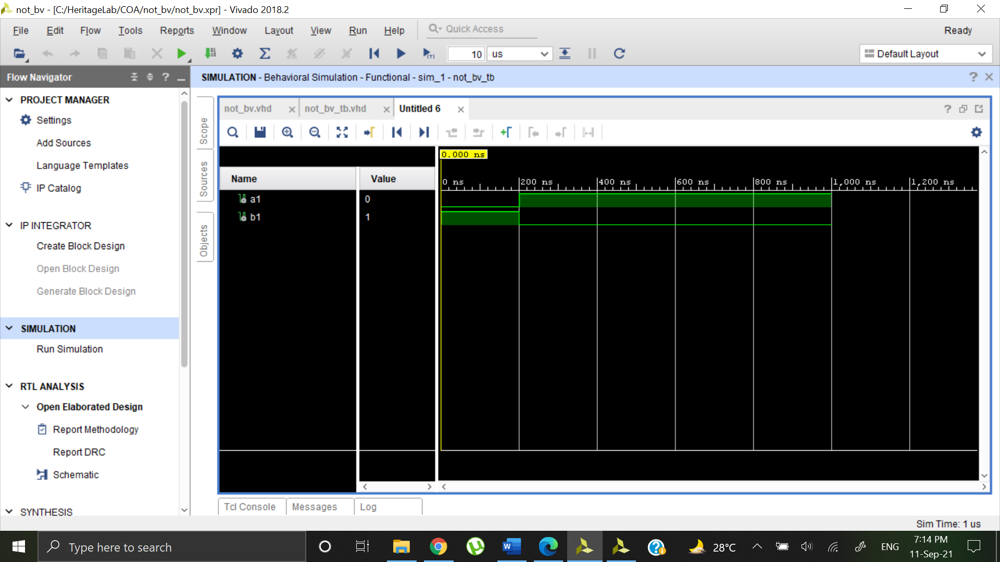 not_bv - [C:/HeritageLab/COA/not_bv/not_bv.xpr] - Vivado 2018.2
File Edit Flow Tools Reports Window Layout View Run Help Quick Access Ready
10 us Default Layout
Flow Navigator
SIMULATION - Behavioral Simulation - Functional - sim_1 - not_bv_tb
PROJECT MANAGER
Settings
Add Sources
Language Templates
IP Catalog
IP INTEGRATOR
Create Block Design
Open Block Design
Generate Block Design
SIMULATION
Run Simulation
RTL ANALYSIS
Open Elaborated Design
Report Methodology
Report DRC
Schematic
SYNTHESIS
Scope
Sources
Objects
not_bv.vhd not_bv_tb.vhd Untitled 6
0.000 ns
Name Value
0 ns 200 ns 400 ns 600 ns 800 ns 1,000 ns 1,200 ns
a1 0
b1 1
Tcl Console Messages Log
Sim Time: 1 us
Type here to search
28°C ENG 7:14 PM
11-Sep-21